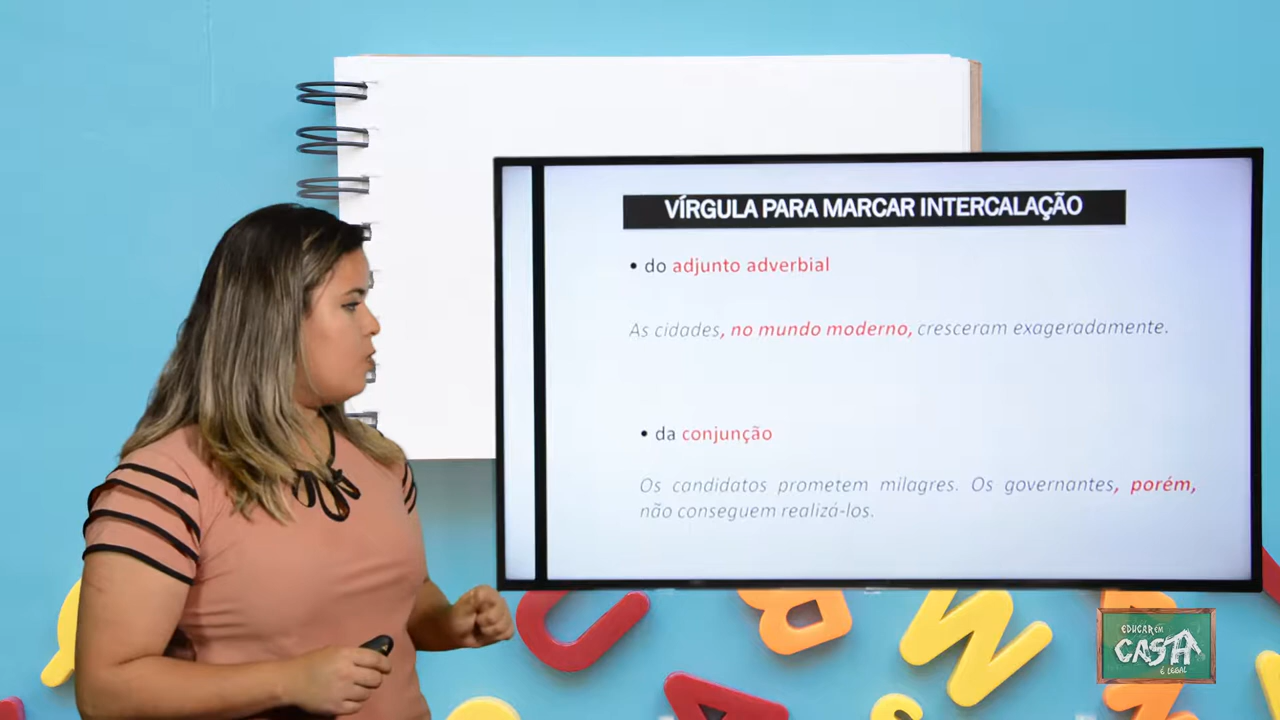 VÍRGULA PARA MARCAR INTERCALAÇÃO
• do adjunto adverbial
As cidades, no mundo moderno, cresceram exageradamente.
• da conjunção
Os candidatos prometem milagres. Os governantes, porém,
não conseguem realizá-los.
EDUCAR EM
CASA
É LEGAL